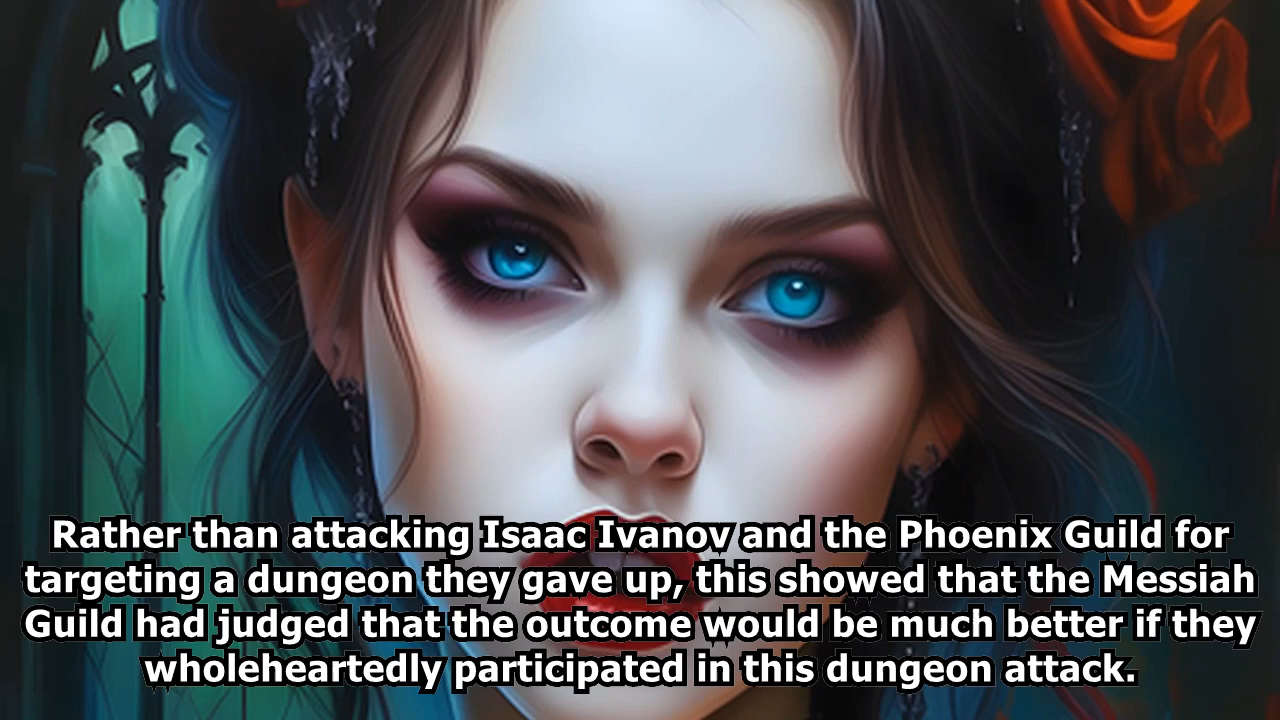 Rather than attacking Isaac Ivanov and the Phoenix Guild for
targeting a dungeon they gave up, this showed that the Messiah
Guild had judged that the outcome would be much better if they
wholeheartedly participated in this dungeon attack.